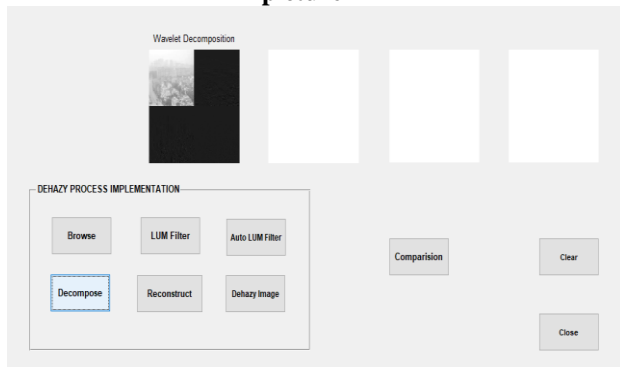 Wavelet Decomposition
DEHAZY PROCESS IMPLEMENTATION
Browse
LUM Filter
Auto LUM Filter
Comparision
Clear
Decompose
Reconstruct
Dehazy Image
Close